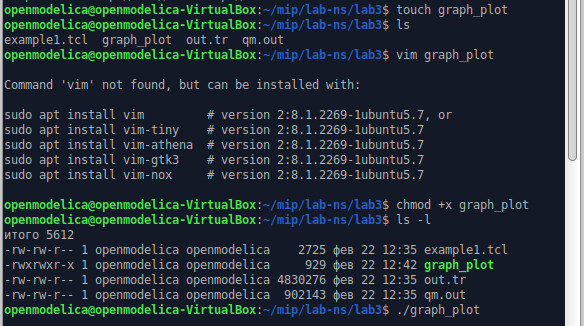 openmodelica@openmodelica-VirtualBox:~/mip/lab-ns/lab3$ touch graph_plot
openmodelica@openmodelica-VirtualBox:~/mip/lab-ns/lab3$ ls
example1.tcl  graph_plot  out.tr  qm.out
openmodelica@openmodelica-VirtualBox:~/mip/lab-ns/lab3$ vim graph_plot

Command 'vim' not found, but can be installed with:

sudo apt install vim         # version 2:8.1.2269-1ubuntu5.7, or
sudo apt install vim-tiny    # version 2:8.1.2269-1ubuntu5.7
sudo apt install vim-athena  # version 2:8.1.2269-1ubuntu5.7
sudo apt install vim-gtk3    # version 2:8.1.2269-1ubuntu5.7
sudo apt install vim-nox     # version 2:8.1.2269-1ubuntu5.7

openmodelica@openmodelica-VirtualBox:~/mip/lab-ns/lab3$ chmod +x graph_plot
openmodelica@openmodelica-VirtualBox:~/mip/lab-ns/lab3$ ls -l
итого 5612
-rw-rw-r-- 1 openmodelica openmodelica    2725 фев 22 12:35 example1.tcl
-rwxrwxr-x 1 openmodelica openmodelica     929 фев 22 12:42 graph_plot
-rw-rw-r-- 1 openmodelica openmodelica 4830276 фев 22 12:35 out.tr
-rw-rw-r-- 1 openmodelica openmodelica  902143 фев 22 12:35 qm.out
openmodelica@openmodelica-VirtualBox:~/mip/lab-ns/lab3$ ./graph_plot